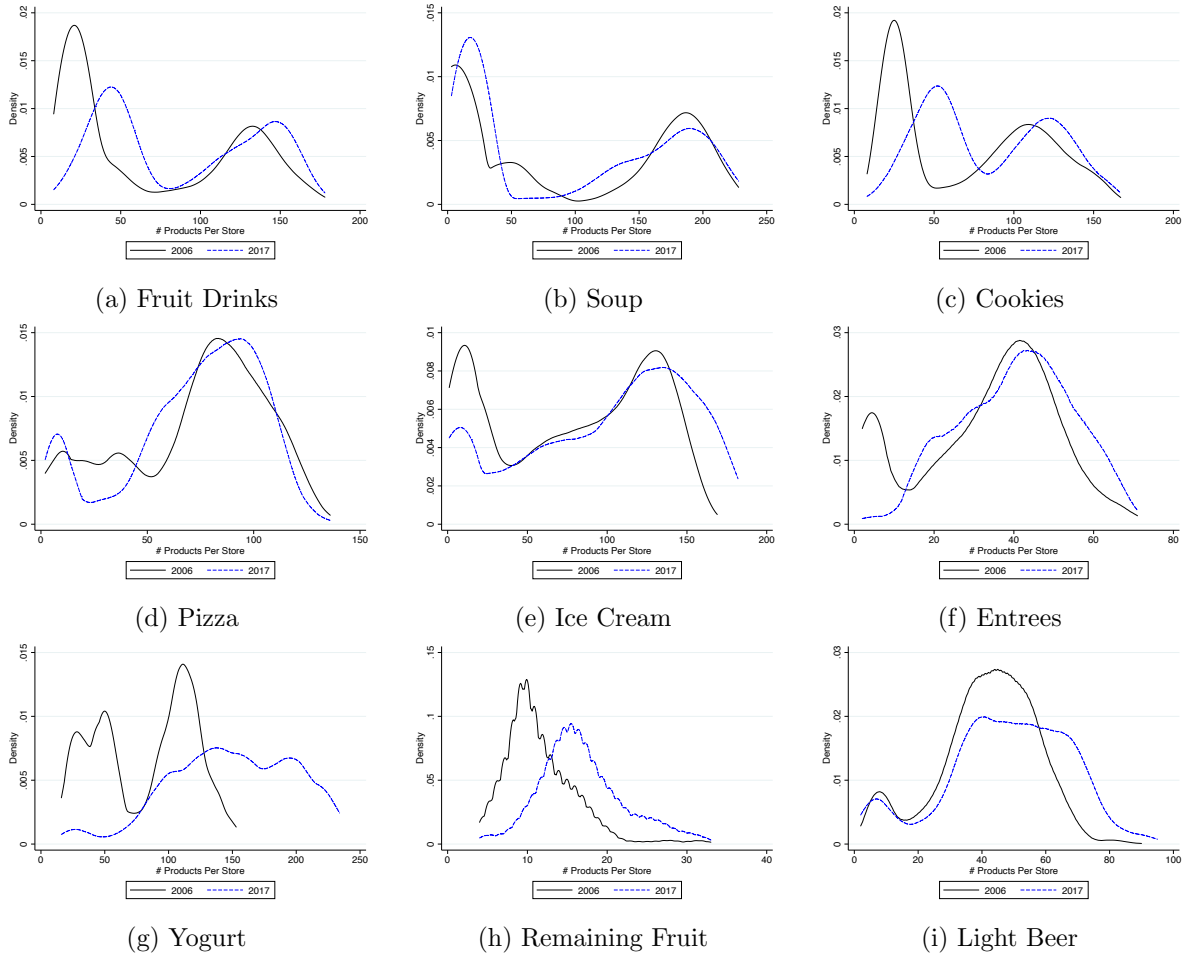 .02
.015
.01
.005
0
Density
0 50 100 150 200
# Products Per Store
2006 2017
(a) Fruit Drinks
.015
.01
.005
0
Density
0 50 100 150 200 250
# Products Per Store
2006 2017
(b) Soup
.02
.015
.01
.005
0
Density
0 50 100 150 200
# Products Per Store
2006 2017
(c) Cookies
.015
.01
.005
0
Density
0 50 100 150
# Products Per Store
2006 2017
(d) Pizza
.01
.008
.006
.004
.002
0
Density
0 50 100 150 200
# Products Per Store
2006 2017
(e) Ice Cream
.03
.02
.01
0
Density
0 20 40 60 80
# Products Per Store
2006 2017
(f) Entrees
.015
.01
.005
0
Density
0 50 100 150 200 250
# Products Per Store
2006 2017
(g) Yogurt
.15
.1
.05
0
Density
0 10 20 30 40
# Products Per Store
2006 2017
(h) Remaining Fruit
.03
.02
.01
0
Density
0 20 40 60 80 100
# Products Per Store
2006 2017
(i) Light Beer